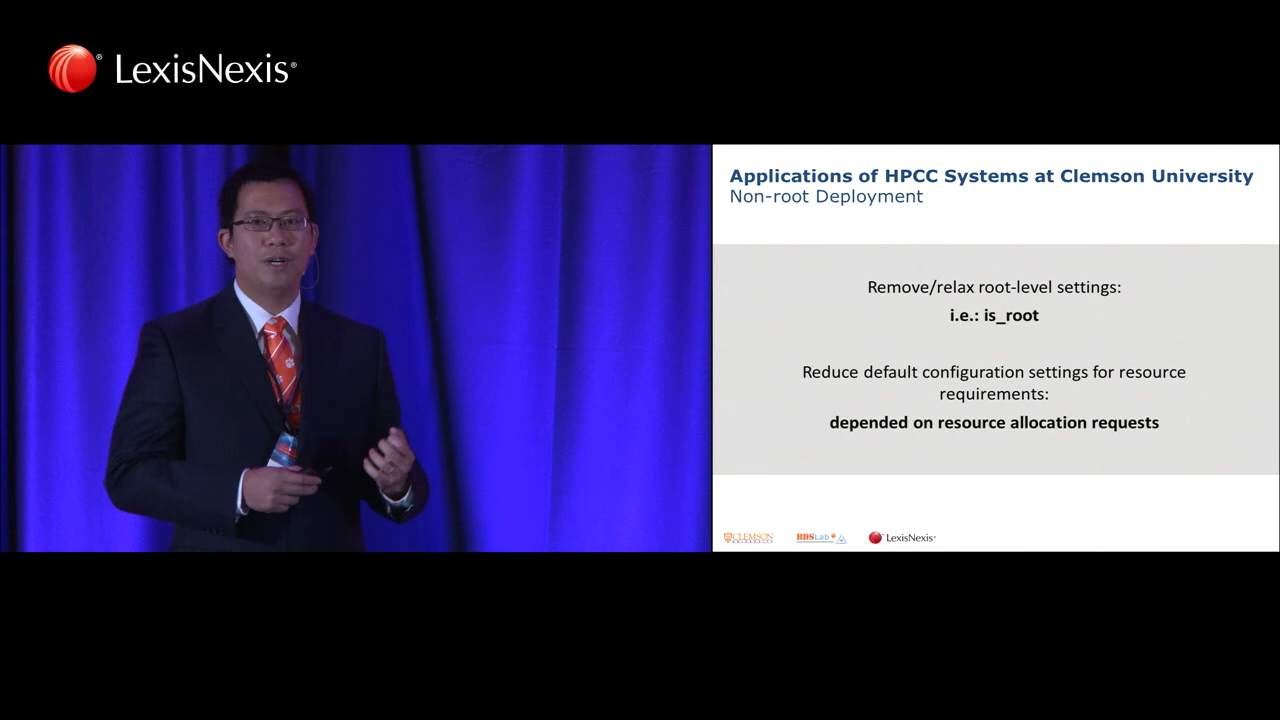 LexisNexis®
Applications of HPCC Systems at Clemson University
Non-root Deployment
Remove/relax root-level settings:
i.e.: is_root
Reduce default configuration settings for resource
requirements:
depended on resource allocation requests
CLEMSON
BDSLab
LexisNexis